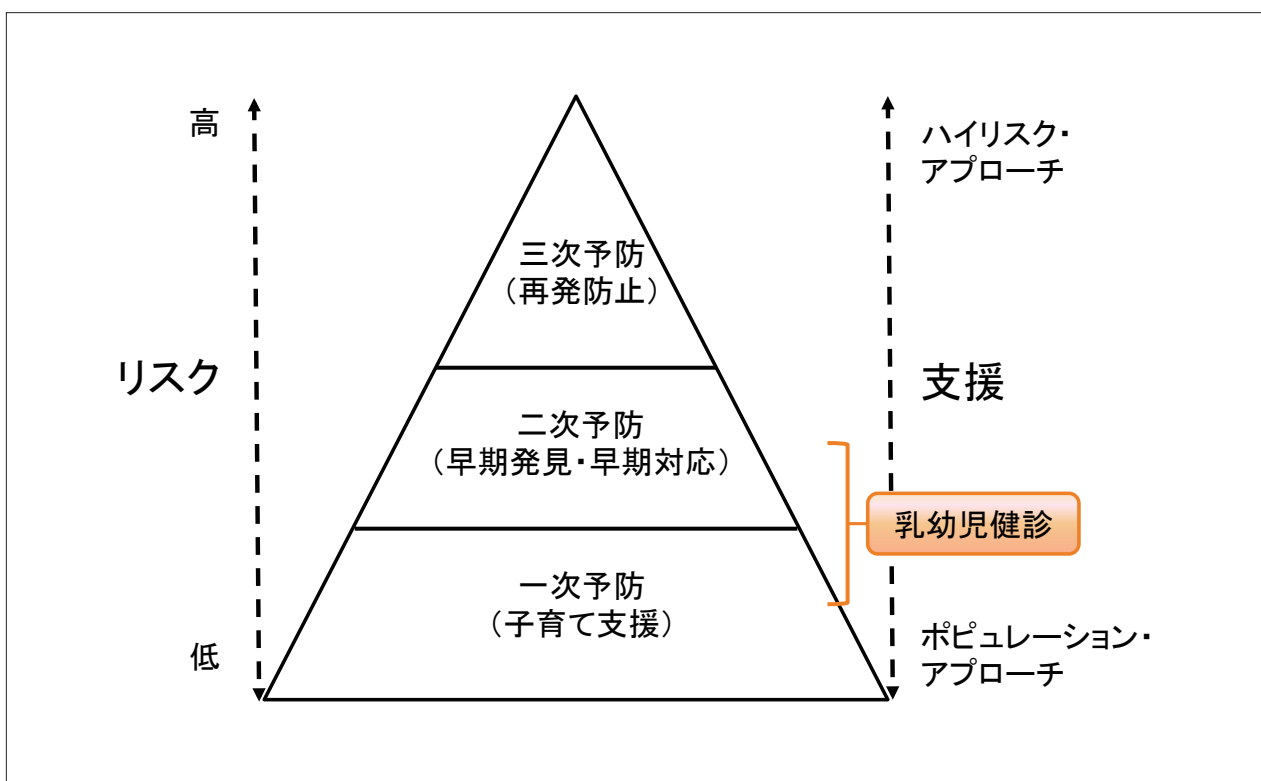 高
ハイリスク・
アプローチ
三次予防
（再発防止）
リスク
支援
二次予防
（早期発見・早期対応）
乳幼児健診
一次予防
（子育て支援）
低
ポピュレーション・
アプローチ